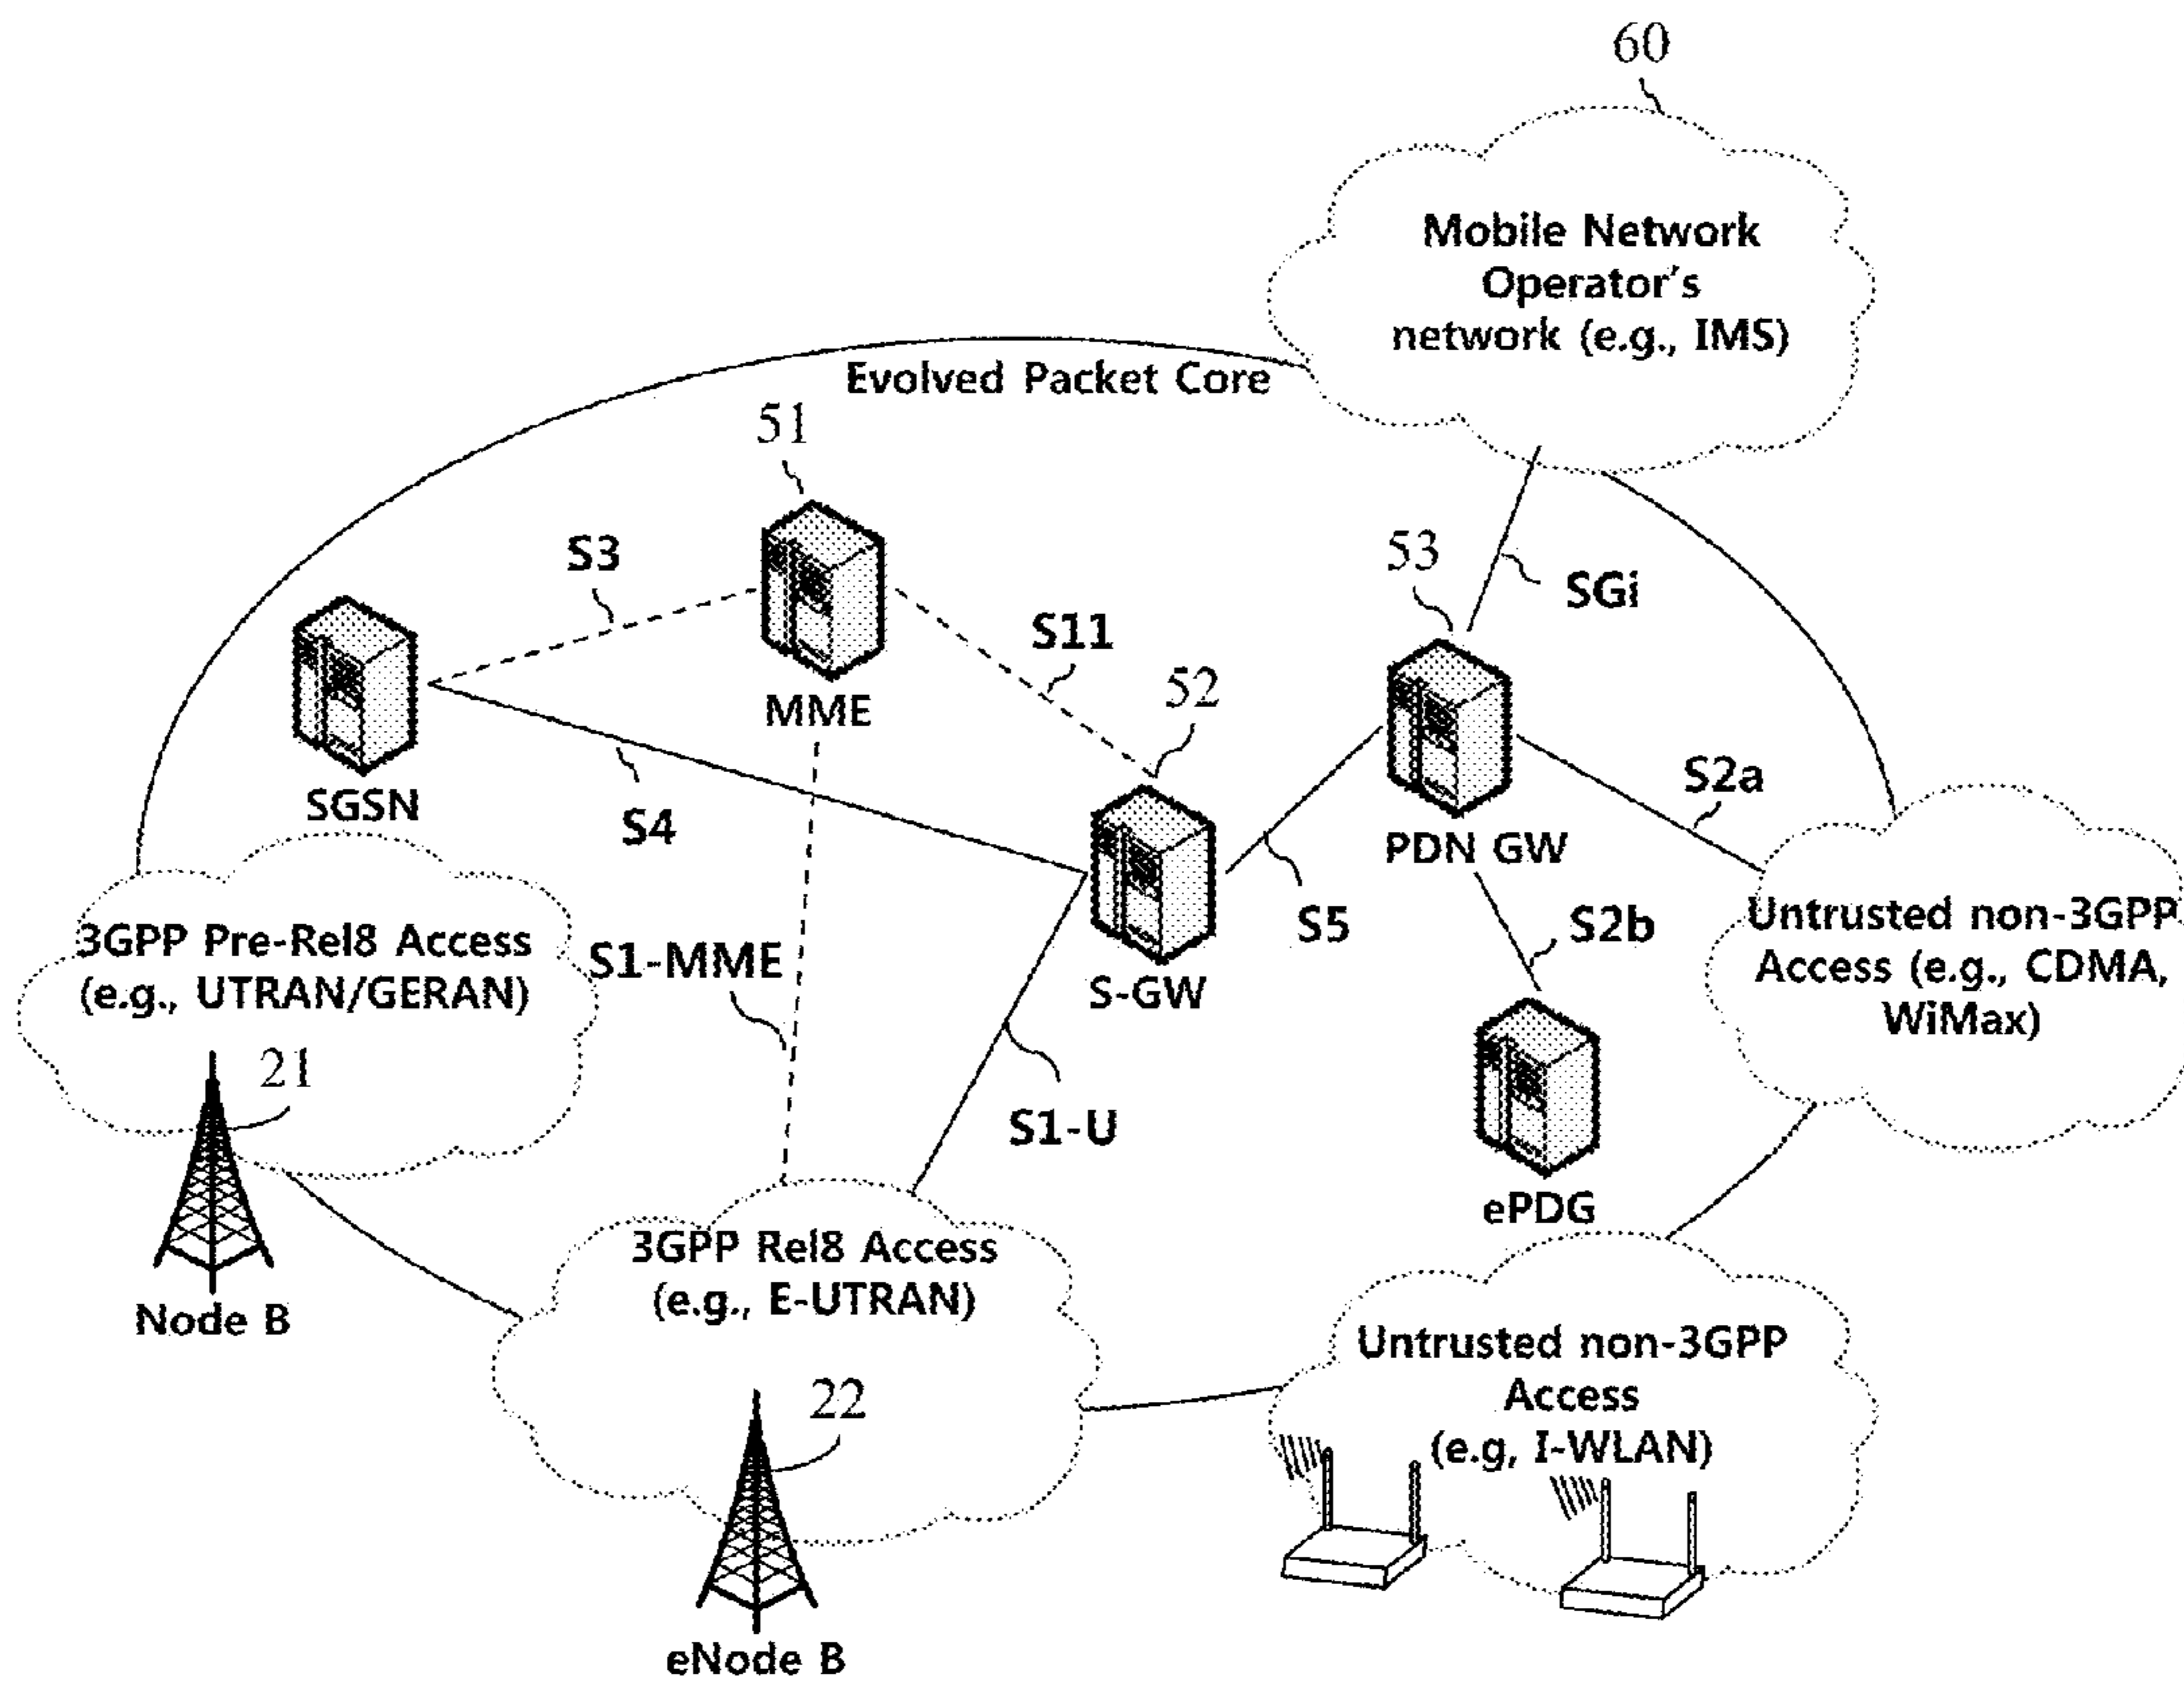 60
Mobile Network
Operator's
network (e.g., IMS)
Evolved Packet Core
51
S3
53
SGi
S11
52
MME
S2a
SGSN
S4
PDN GW
S5
S2b
3GPP Pre-Rel8 Access
(e.g., UTRAN/GERAN)
S1-MME
S-GW
Untrusted non-3GPP
Access (e.g., CDMA,
WiMax)
21
S1-U
ePDG
3GPP Rel8 Access
(e.g., E-UTRAN)
Node B
Untrusted non-3GPP
Access
(e.g, I-WLAN)
22
eNode B